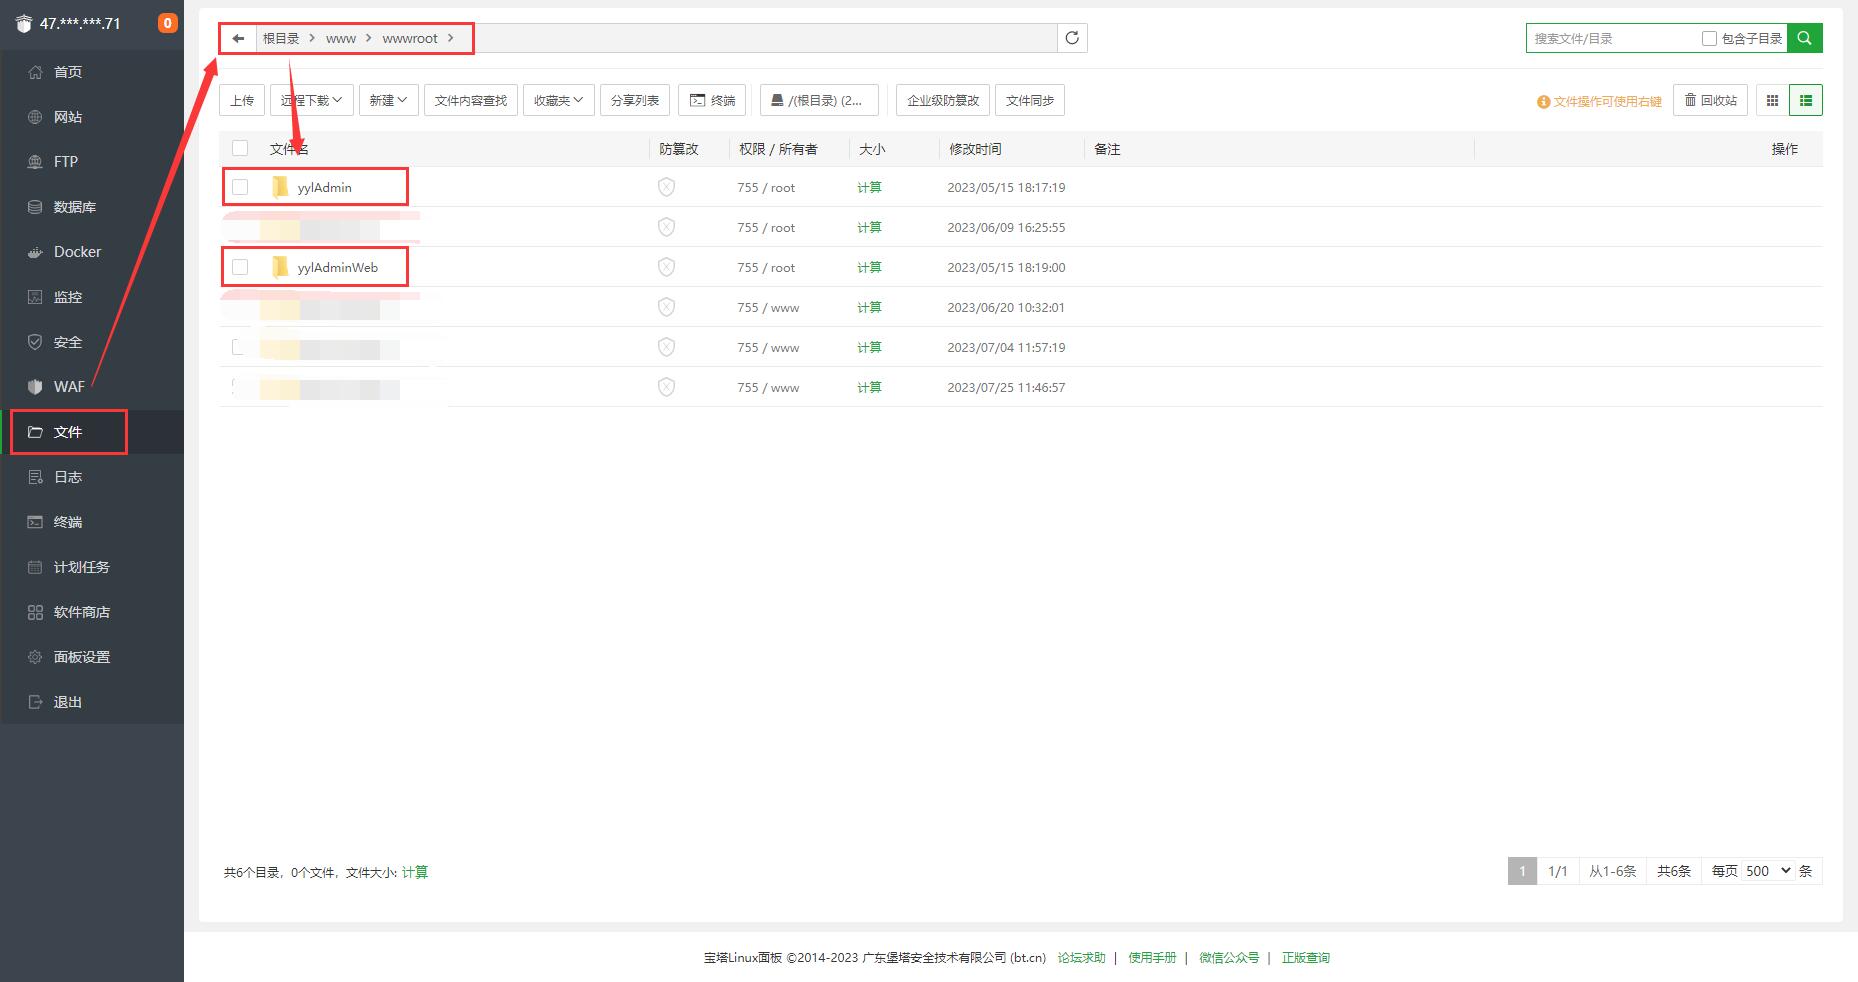 47.***.***.71 0
首页
网站
FTP
数据库
Docker
监控
安全
WAF
文件
日志
终端
计划任务
软件商店
面板设置
退出
根目录 > www > wwwroot >
搜索文件/目录 包含子目录
上传 远程下载 新建 文件内容查找 收藏夹 分享列表 终端 /(根目录) (2... 企业级防篡改 文件同步 文件操作可使用右键 回收站
文件名 防篡改 权限 / 所有者 大小 修改时间 备注 操作
yylAdmin 755 / root 计算 2023/05/15 18:17:19
755 / root 计算 2023/06/09 16:25:55
yylAdminWeb 755 / root 计算 2023/05/15 18:19:00
755 / www 计算 2023/06/20 10:32:01
755 / www 计算 2023/07/04 11:57:19
755 / www 计算 2023/07/25 11:46:57
共6个目录，0个文件，文件大小: 计算
1 1/1 从1-6条 共6条 每页 500 条
宝塔Linux面板 ©2014-2023 广东堡塔安全技术有限公司 (bt.cn) 论坛求助 | 使用手册 | 微信公众号 | 正版查询